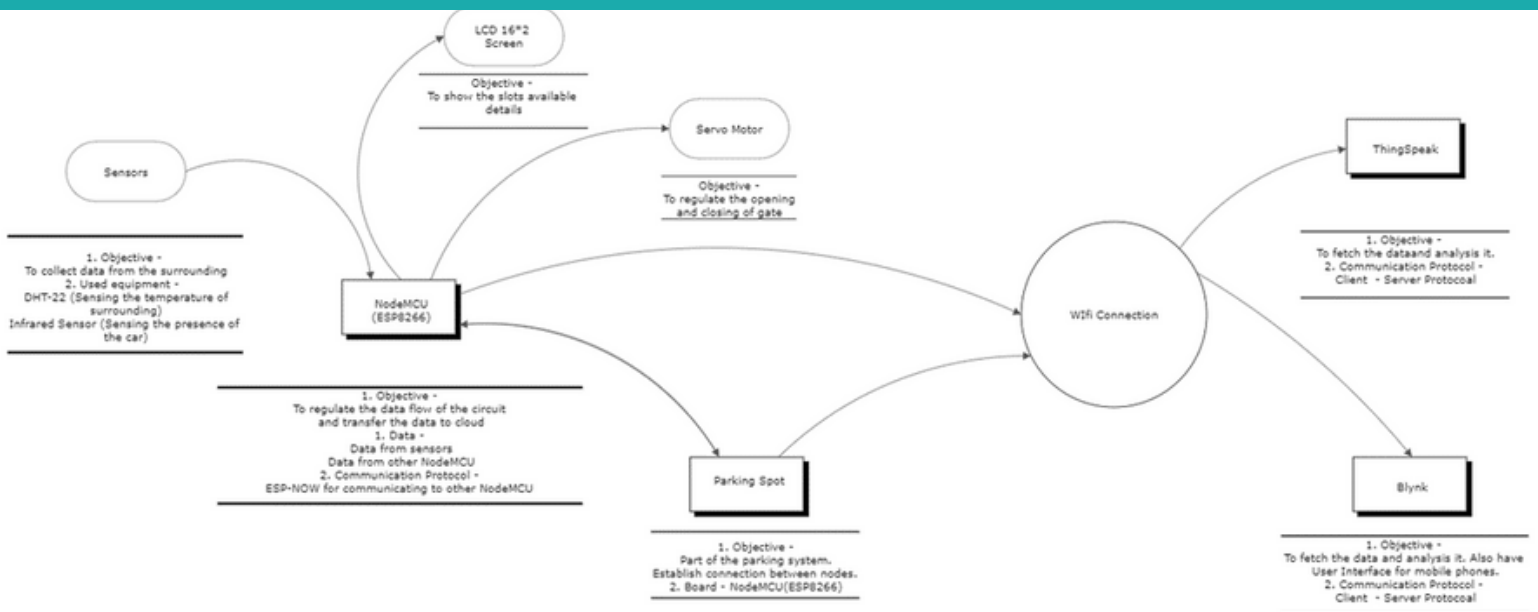 LCD 16*2
Screen
Objective -
To show the slots available
details
Servo Motor
Objective -
To regulate the opening
and closing of gate
Sensors
1. Objective -
To collect data from the surrounding
2. Used equipment -
DHT-22 (Sensing the temperature of
surrounding)
Infrared Sensor (Sensing the presence of
the car)
NodeMCU
(ESP8266)
1. Objective -
To regulate the data flow of the circuit
and transfer the data to cloud
1. Data -
Data from sensors
Data from other NodeMCU
2. Communication Protocol -
ESP-NOW for communicating to other NodeMCU
Parking Spot
1. Objective -
Part of the parking system.
Establish connection between nodes.
2. Board - NodeMCU(ESP8266)
WIfi Connection
ThingSpeak
1. Objective -
To fetch the dataand analysis it.
2. Communication Protocol -
Client - Server Protocoal
Blynk
1. Objective -
To fetch the data and analysis it. Also have
User Interface for mobile phones.
2. Communication Protocol -
Client - Server Protocoal